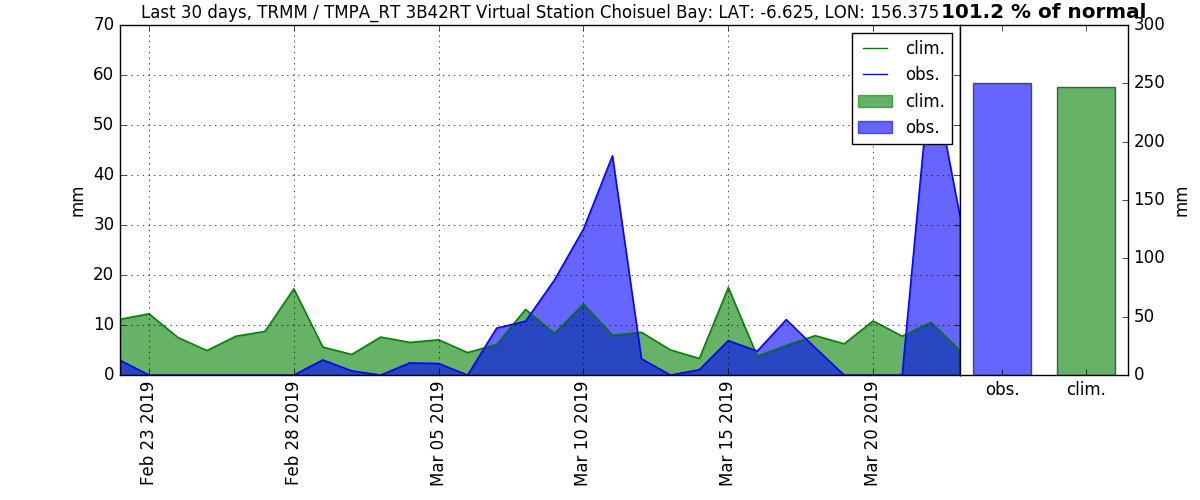 Last 30 days, TRMM / TMPA_RT 3B42RT Virtual Station Choisuel Bay: LAT: -6.625, LON: 156.375 101.2 % of normal
70
60
50
40
30
20
10
0
mm
clim.
obs.
clim.
obs.
300
250
200
150
100
50
0
mm
obs.
clim.
Feb 23 2019
Feb 28 2019
Mar 05 2019
Mar 10 2019
Mar 15 2019
Mar 20 2019